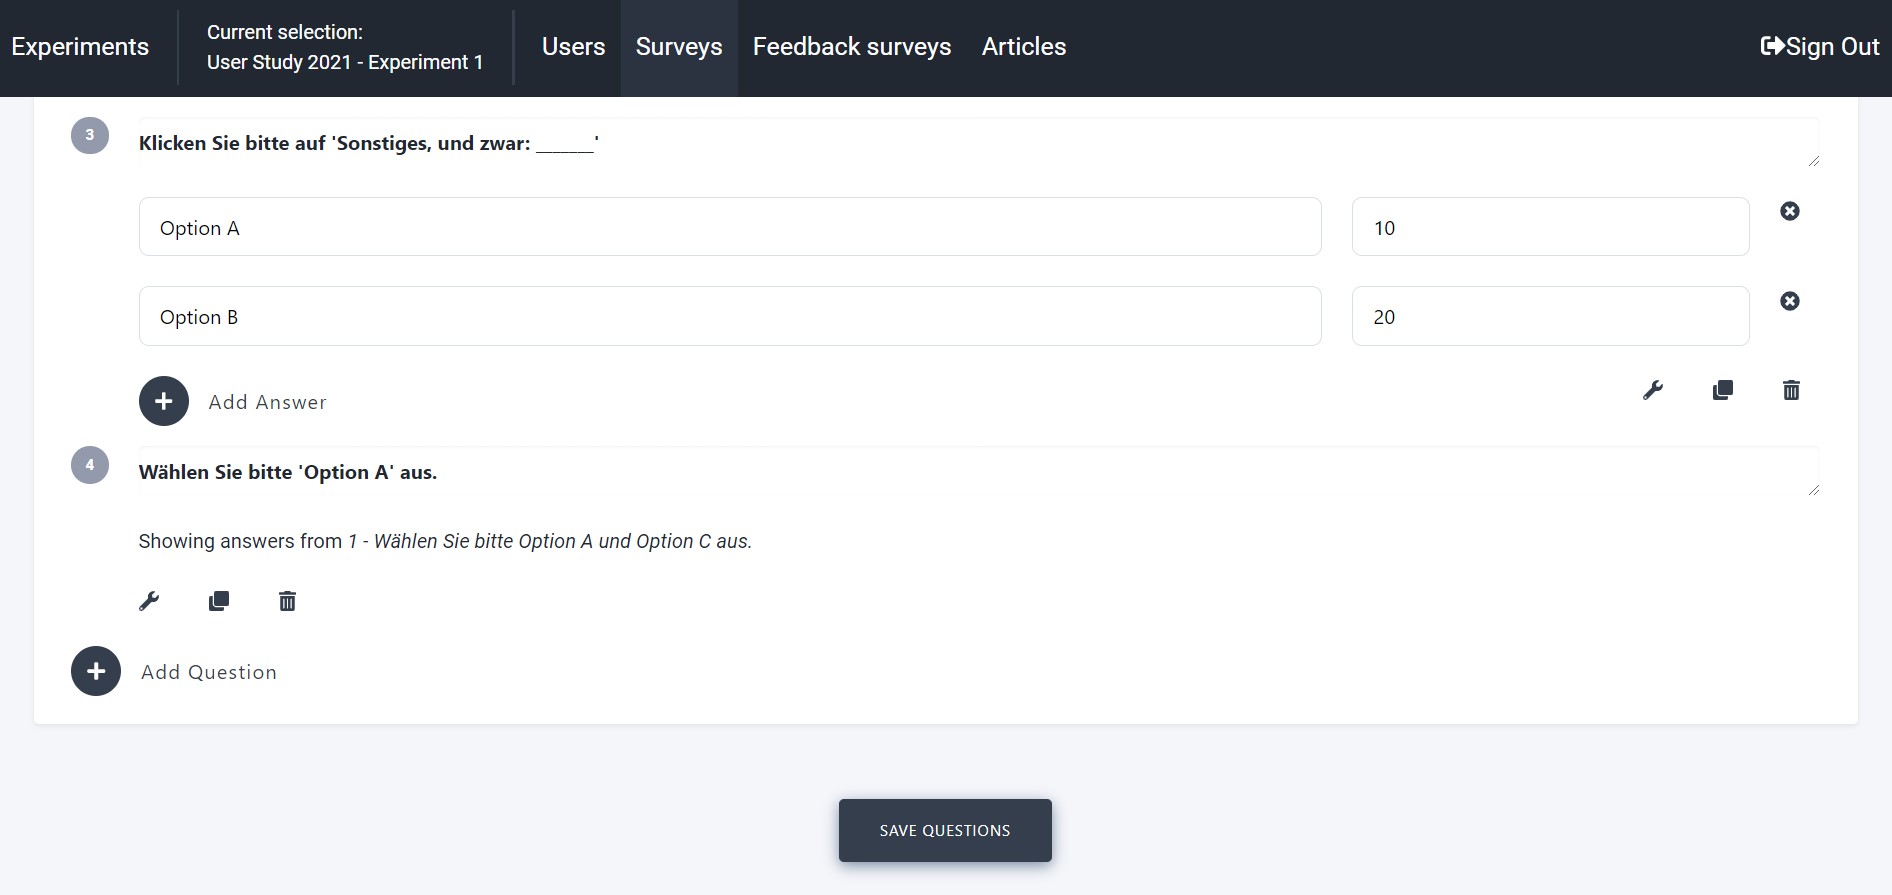 Experiments
Current selection:
User Study 2021 - Experiment 1
Users
Surveys
Feedback surveys
Articles
Sign Out
3
Klicken Sie bitte auf 'Sonstiges, und zwar: _______'
Option A
10
Option B
20
Add Answer
4
Wählen Sie bitte 'Option A' aus.
Showing answers from 1 - Wählen Sie bitte Option A und Option C aus.
Add Question
SAVE QUESTIONS